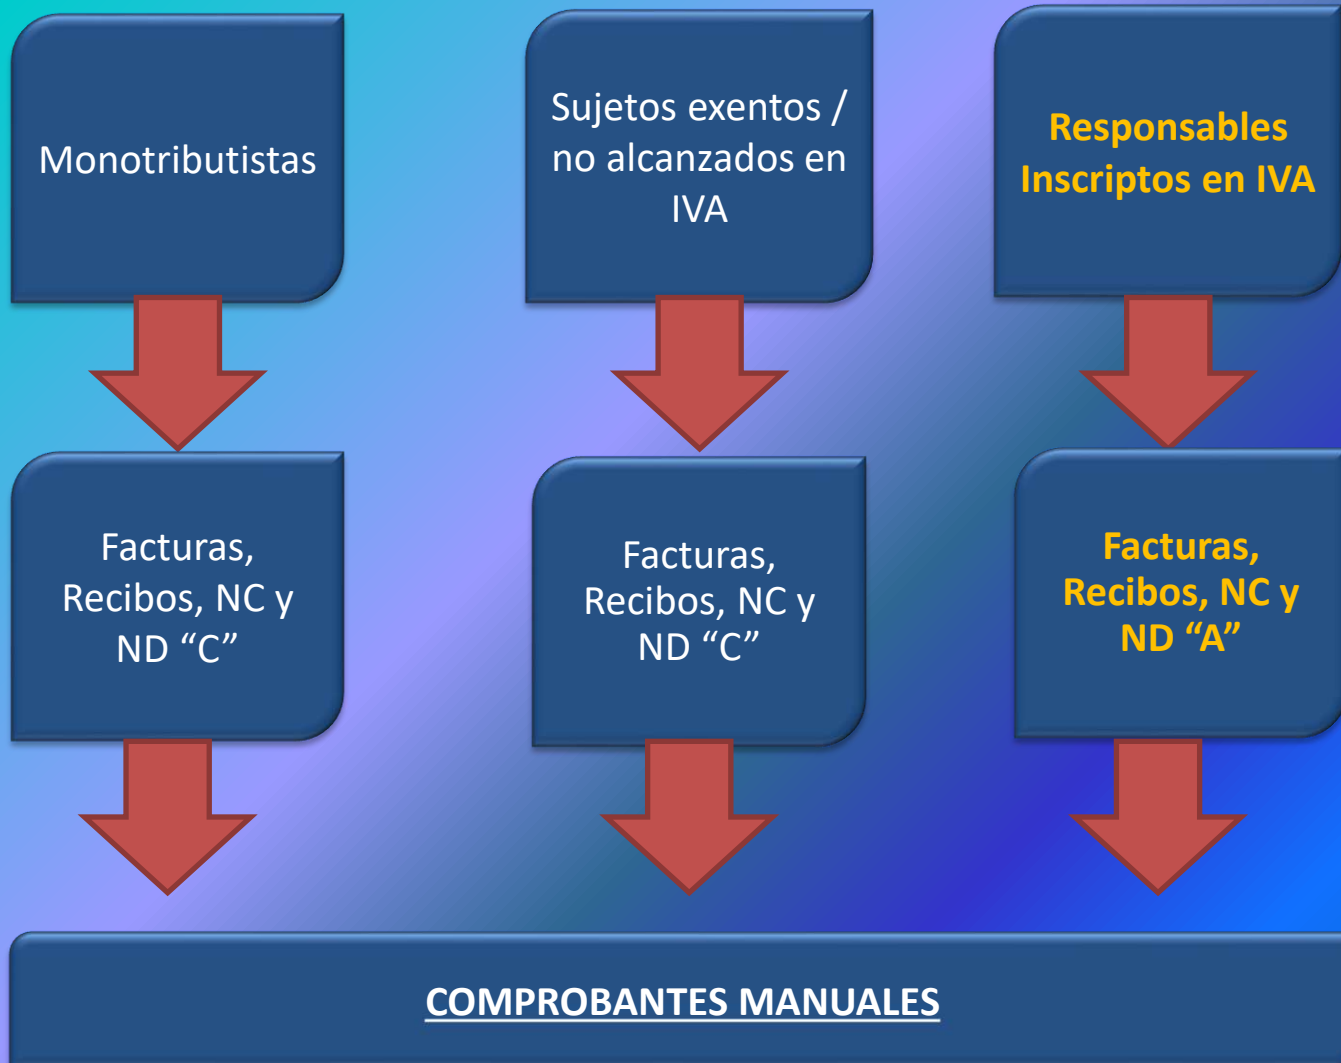 Monotributistas
Sujetos exentos /
no alcanzados en
IVA
Responsables
Inscriptos en IVA
Facturas,
Recibos, NC y
ND “C”
Facturas,
Recibos, NC y
ND “C”
Facturas,
Recibos, NC y
ND “A”
COMPROBANTES MANUALES